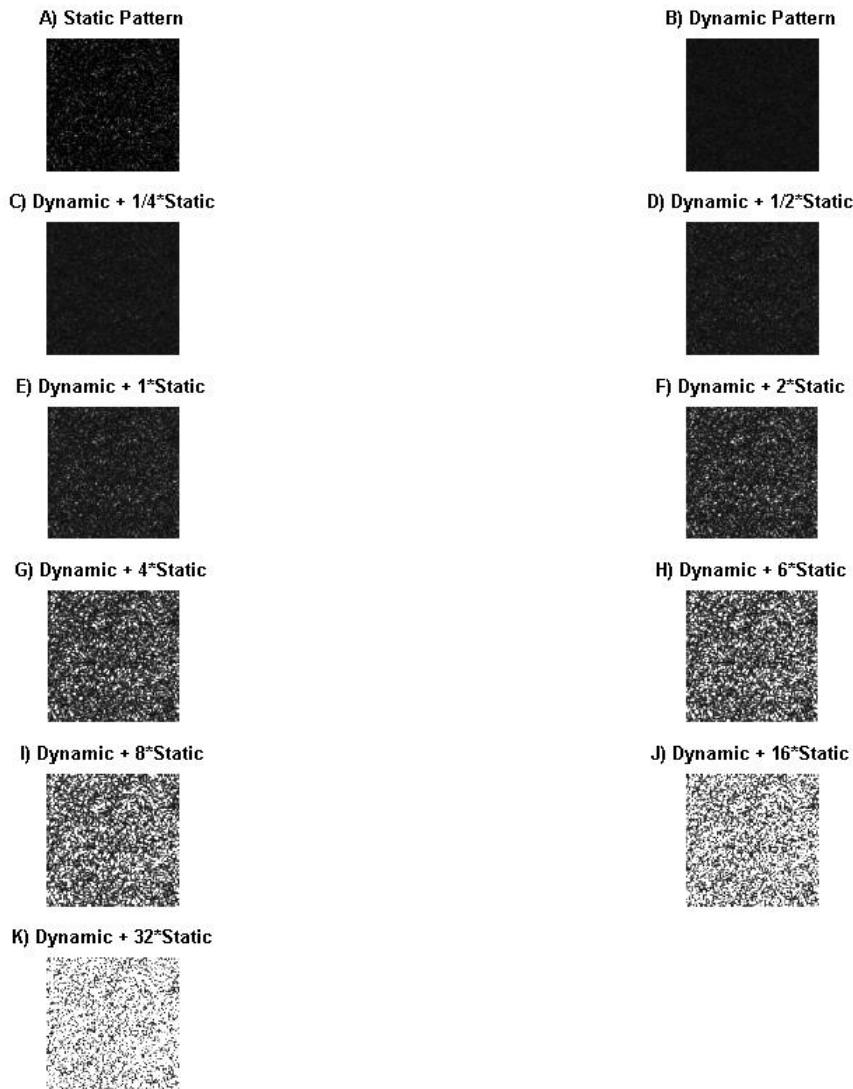 A) Static Pattern
B) Dynamic Pattern
C) Dynamic + 1/4*Static
D) Dynamic + 1/2*Static
E) Dynamic + 1*Static
F) Dynamic + 2*Static
G) Dynamic + 4*Static
H) Dynamic + 6*Static
I) Dynamic + 8*Static
J) Dynamic + 16*Static
K) Dynamic + 32*Static